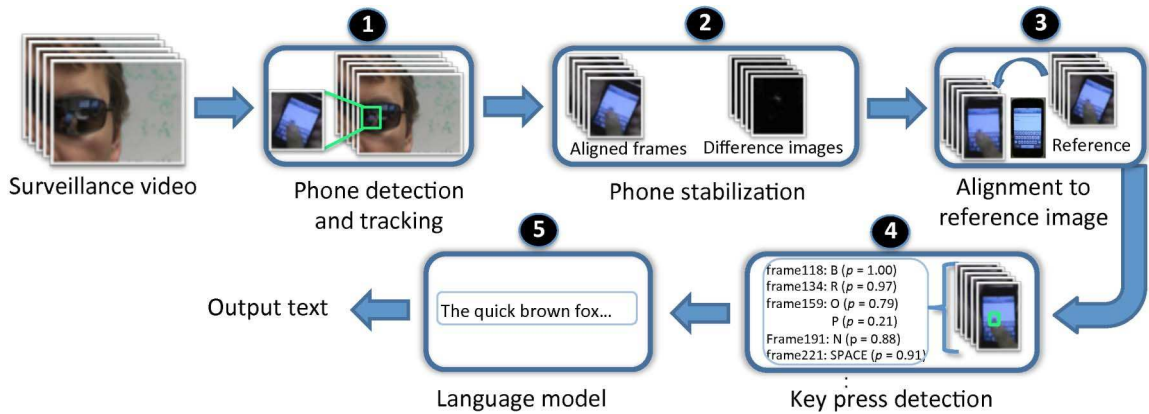 1
2
3
Surveillance video
Phone detection
and tracking
Aligned frames
Difference images
Phone stabilization
Reference
Alignment to
reference image
4
frame118: B (p = 1.00)
frame134: R (p = 0.97)
frame159: O (p = 0.79)
P (p = 0.21)
Frame191: N (p = 0.88)
frame221: SPACE (p = 0.91)
⋮
Key press detection
5
The quick brown fox...
Language model
Output text